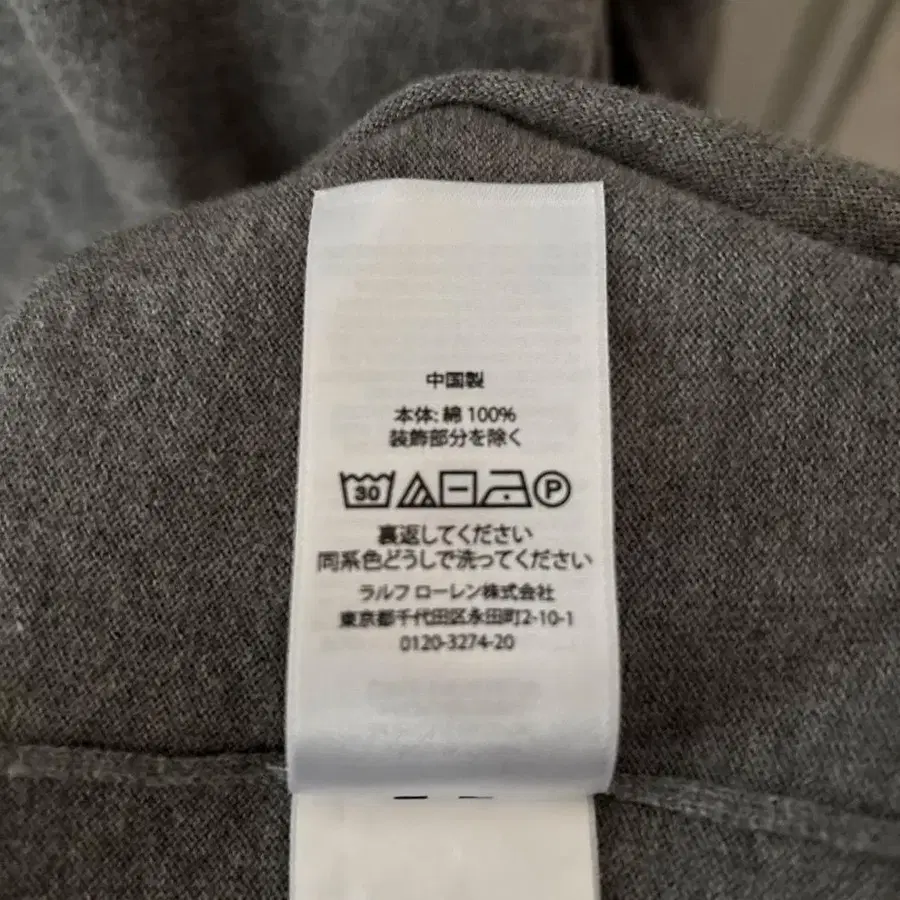 中国製
本体: 綿 100%
装飾部分を除く
30 P
裏返してください
同系色どうしで洗ってください
ラルフ ローレン株式会社
東京都千代田区永田町2-10-1
0120-3274-20